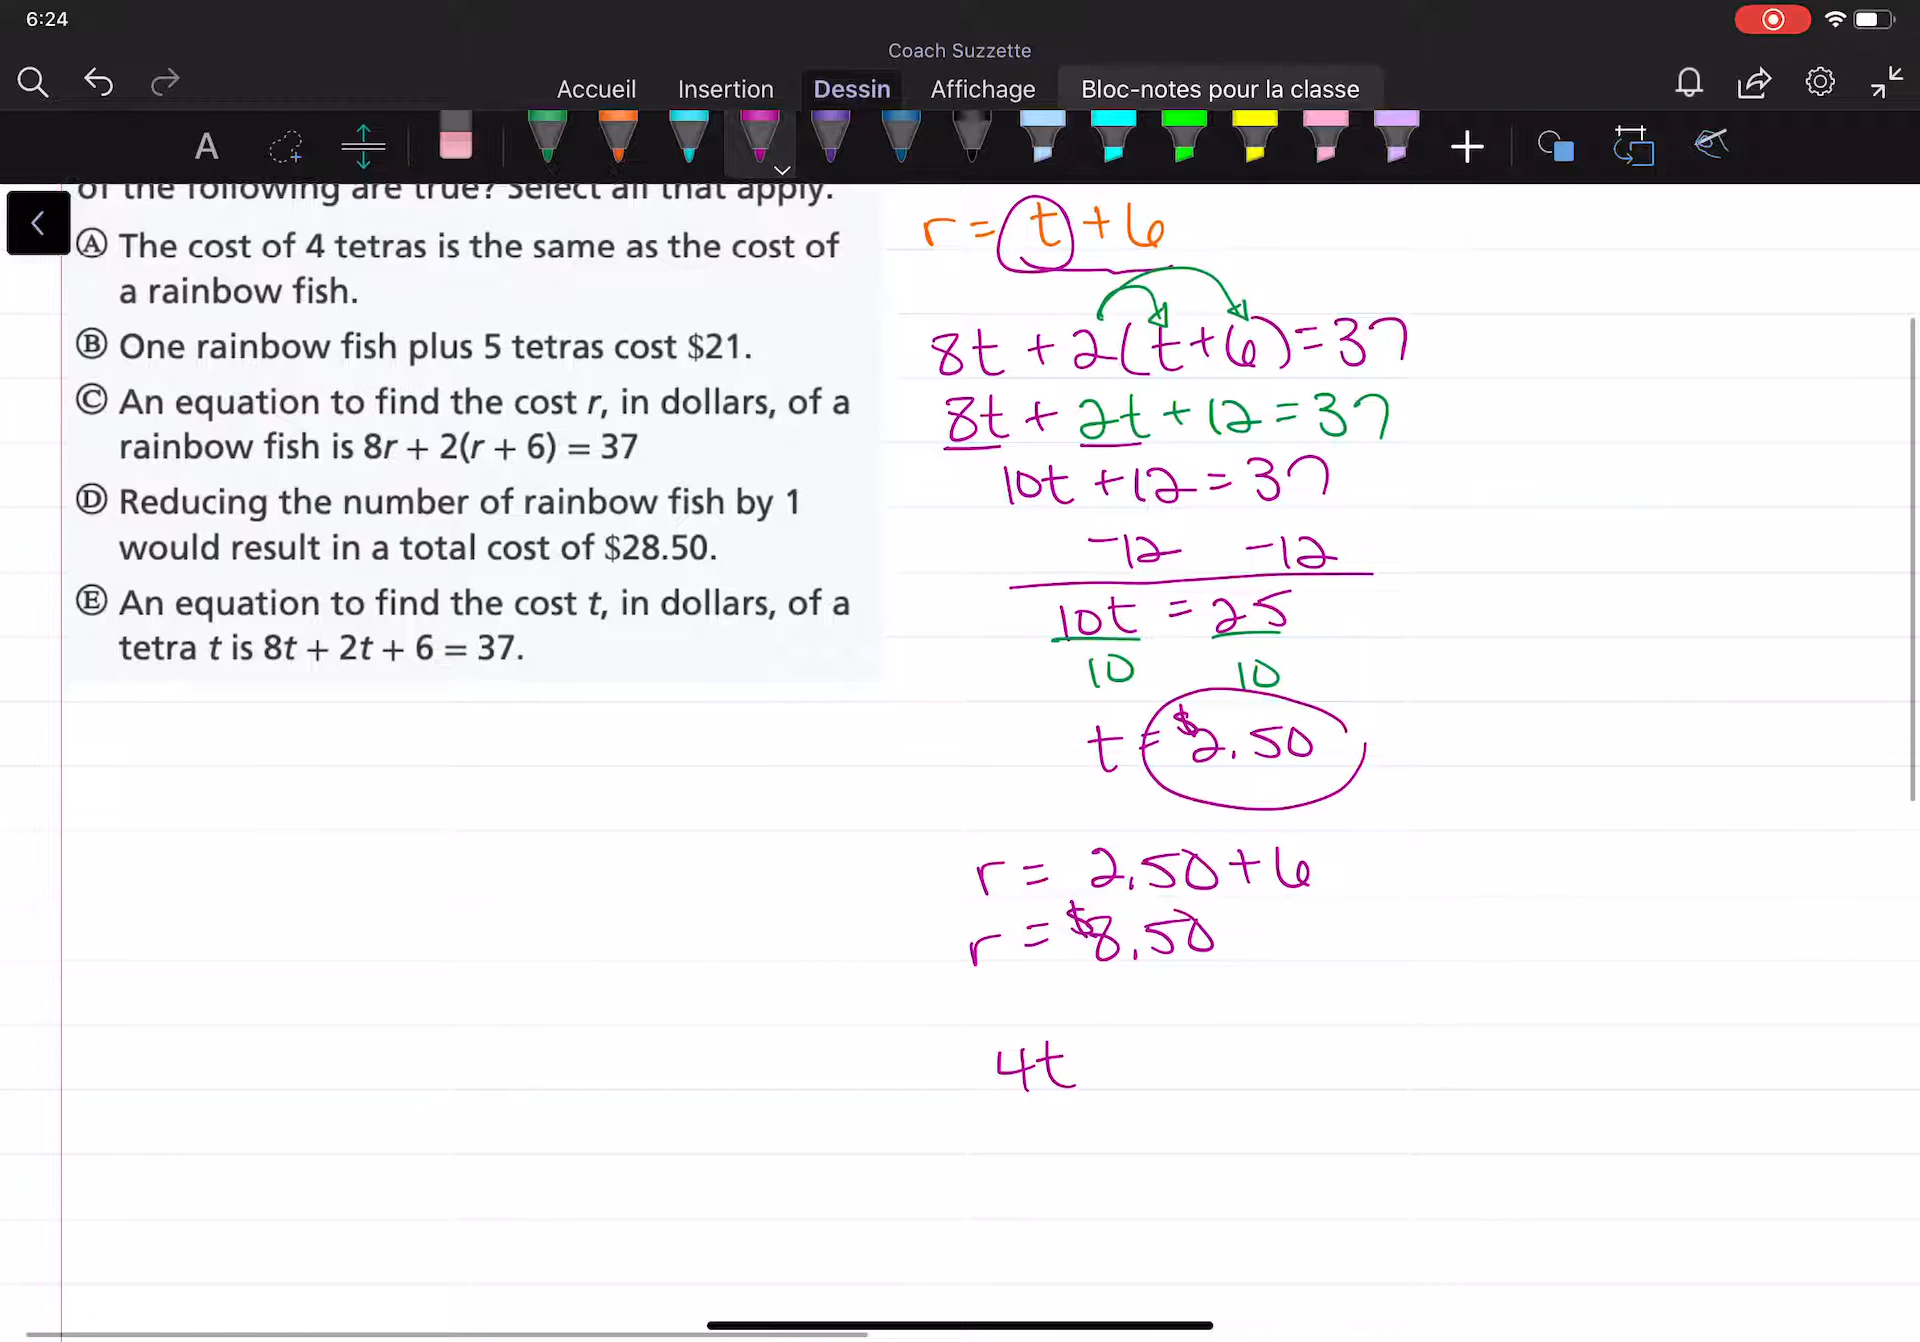 6:24
Coach Suzzette
Accueil Insertion Dessin Affichage Bloc-notes pour la classe
A
of the following are true? Select all that apply.
Ⓐ The cost of 4 tetras is the same as the cost of
a rainbow fish.
Ⓑ One rainbow fish plus 5 tetras cost $21.
Ⓒ An equation to find the cost r, in dollars, of a
rainbow fish is 8r + 2(r + 6) = 37
Ⓓ Reducing the number of rainbow fish by 1
would result in a total cost of $28.50.
Ⓔ An equation to find the cost t, in dollars, of a
tetra t is 8t + 2t + 6 = 37.
r = t + 6
8t + 2(t + 6) = 37
8t + 2t + 12 = 37
10t + 12 = 37
-12 -12
10t = 25
10 10
t = $2.50
r = 2.50 + 6
r = $8.50
4t